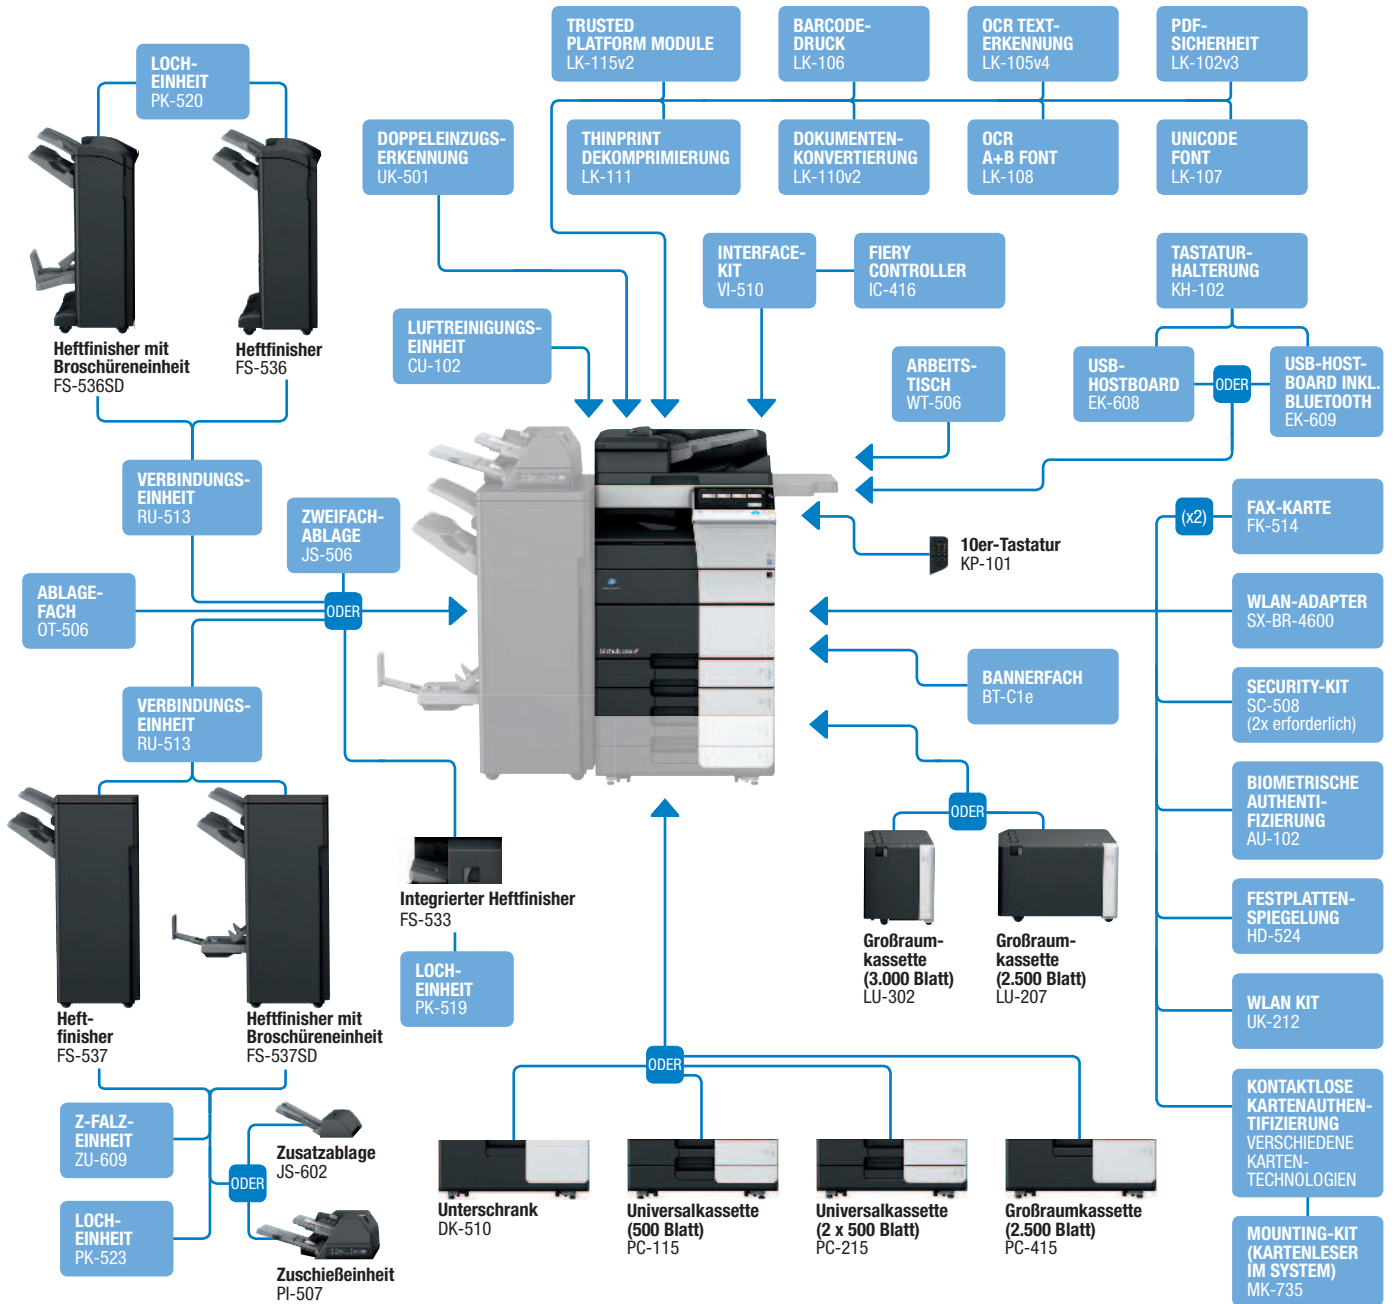 TRUSTED
PLATFORM MODULE
LK-115v2
BARCODE-
DRUCK
LK-106
OCR TEXT-
ERKENNUNG
LK-105v4
PDF-
SICHERHEIT
LK-102v3
LOCH-
EINHEIT
PK-520
DOPPELEINZUGS-
ERKENNUNG
UK-501
THINPRINT
DEKOMPRIMIERUNG
LK-111
DOKUMENTEN-
KONVERTIERUNG
LK-110v2
OCR
A+B FONT
LK-108
UNICODE
FONT
LK-107
INTERFACE-
KIT
VI-510
FIERY
CONTROLLER
IC-416
TASTATUR-
HALTERUNG
KH-102
LUFTREINIGUNGS-
EINHEIT
CU-102
Heftfinisher mit
Broschüreneinheit
FS-536SD
Heftfinisher
FS-536
ARBEITS-
TISCH
WT-506
USB-
HOSTBOARD
EK-608
ODER
USB-HOST-
BOARD INKL.
BLUETOOTH
EK-609
VERBINDUNGS-
EINHEIT
RU-513
ZWEIFACH-
ABLAGE
JS-506
(x2)
FAX-KARTE
FK-514
10er-Tastatur
KP-101
ABLAGE-
FACH
OT-506
ODER
WLAN-ADAPTER
SX-BR-4600
BANNERFACH
BT-C1e
SECURITY-KIT
SC-508
(2x erforderlich)
VERBINDUNGS-
EINHEIT
RU-513
BIOMETRISCHE
AUTHENTI-
FIZIERUNG
AU-102
ODER
Integrierter Heftfinisher
FS-533
FESTPLATTEN-
SPIEGELUNG
HD-524
Großraum-
kassette
(3.000 Blatt)
LU-302
Großraum-
kassette
(2.500 Blatt)
LU-207
LOCH-
EINHEIT
PK-519
WLAN KIT
UK-212
Heft-
finisher
FS-537
Heftfinisher mit
Broschüreneinheit
FS-537SD
ODER
KONTAKTLOSE
KARTENAUTHEN-
TIFIZIERUNG
VERSCHIEDENE
KARTEN-
TECHNOLOGIEN
Z-FALZ-
EINHEIT
ZU-609
Zusatzablage
JS-602
ODER
Unterschrank
DK-510
Universalkassette
(500 Blatt)
PC-115
Universalkassette
(2 x 500 Blatt)
PC-215
Großraumkassette
(2.500 Blatt)
PC-415
LOCH-
EINHEIT
PK-523
Zuschießeinheit
PI-507
MOUNTING-KIT
(KARTENLESER
IM SYSTEM)
MK-735